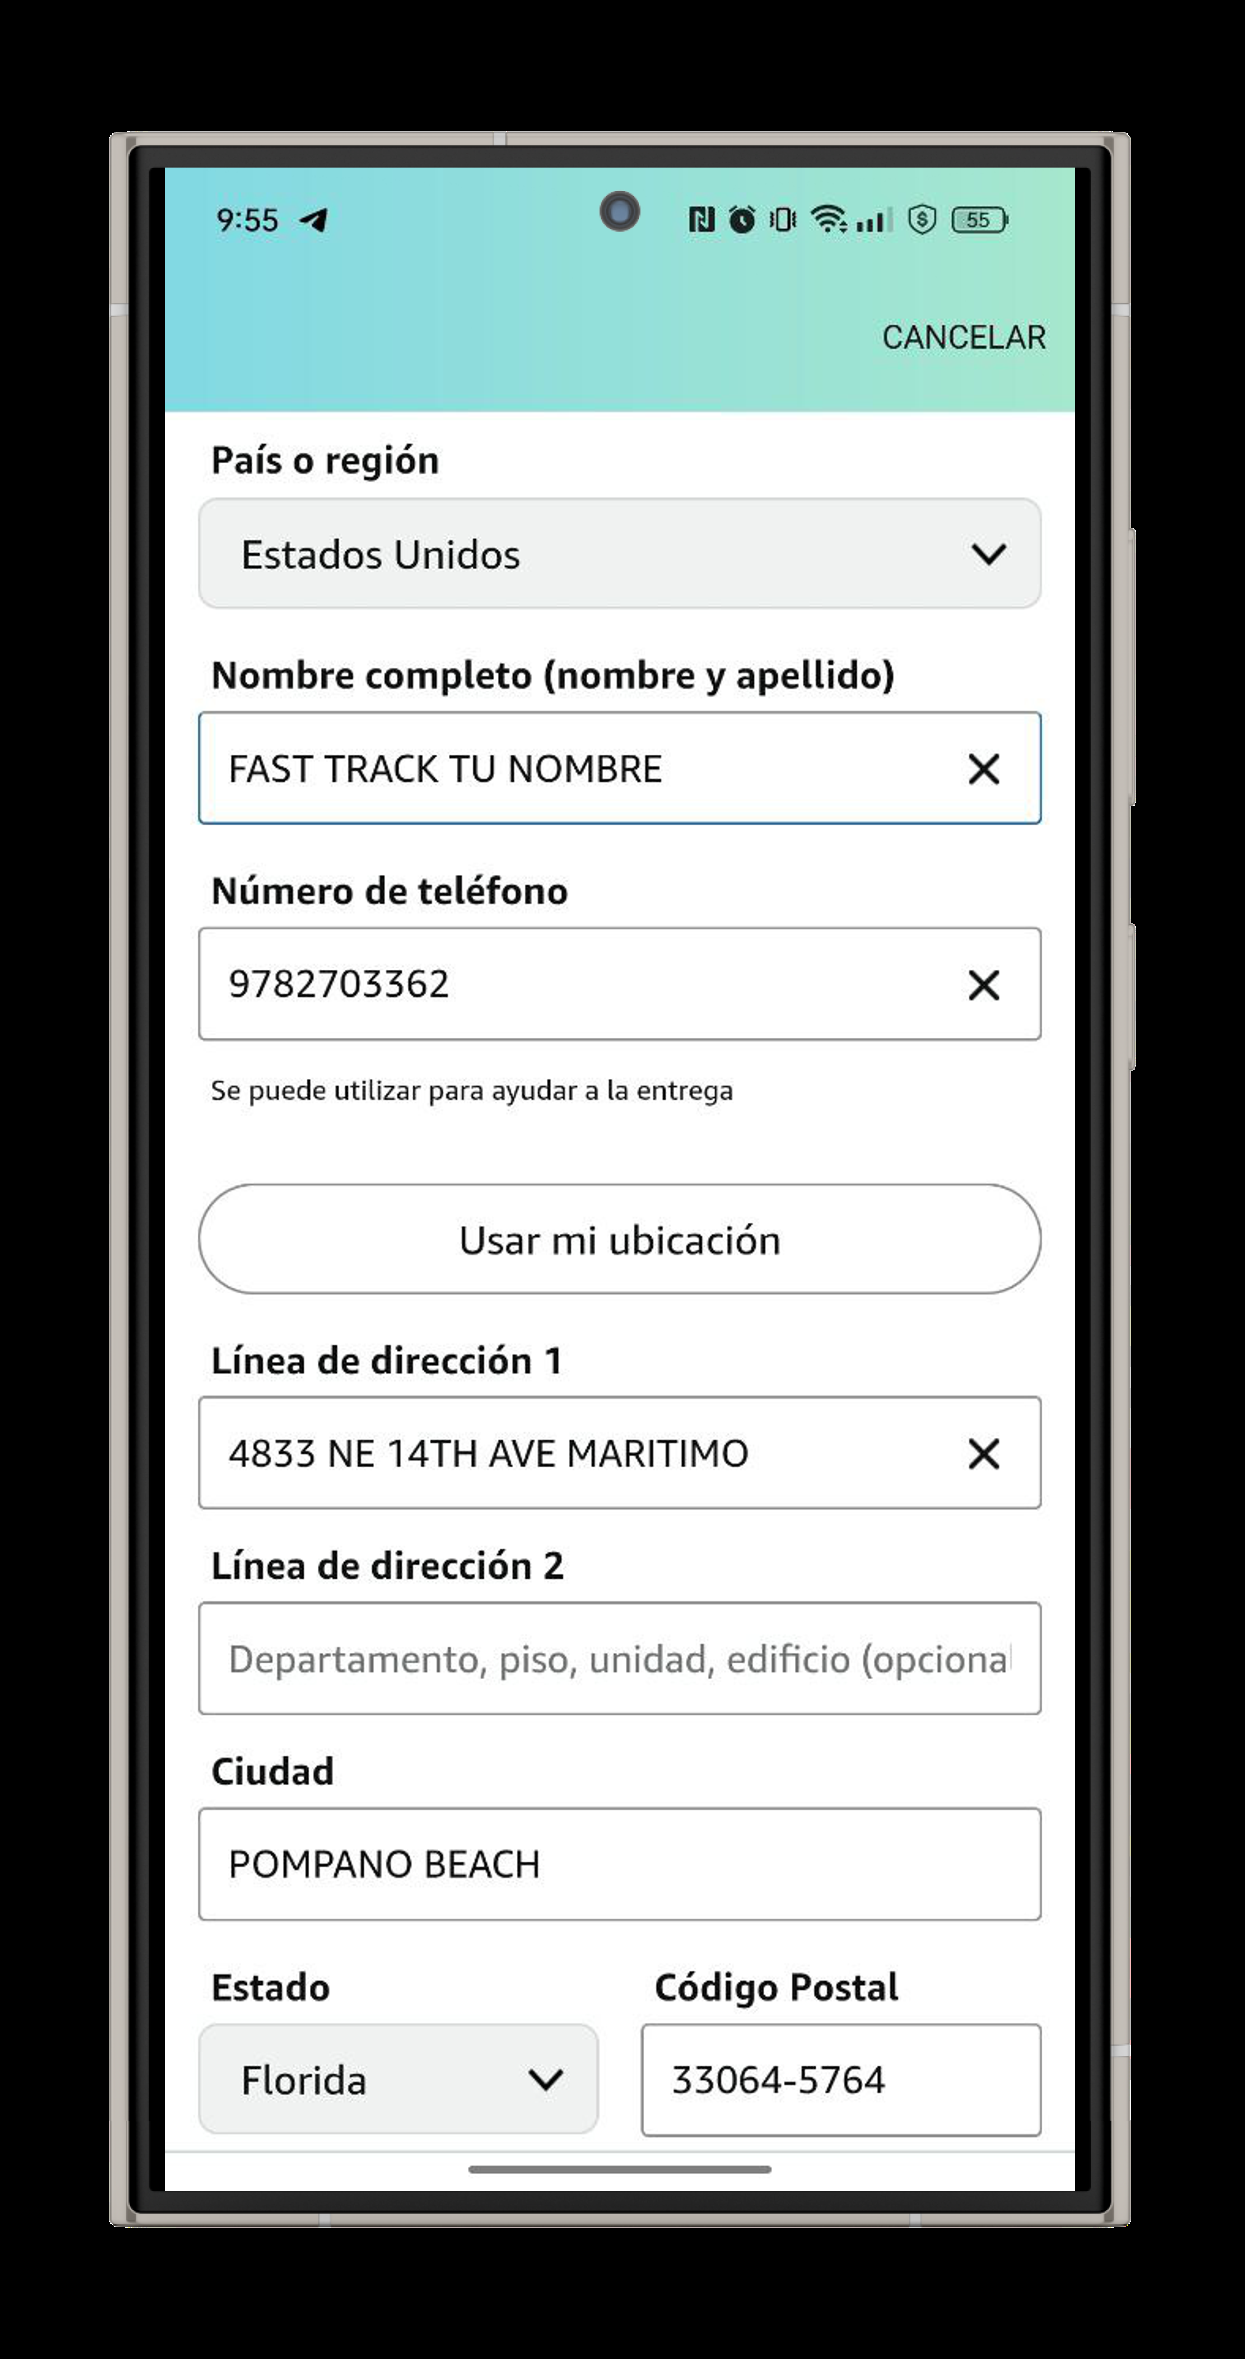 9:55
55
CANCELAR
País o región
Estados Unidos
Nombre completo (nombre y apellido)
FAST TRACK TU NOMBRE
Número de teléfono
9782703362
Se puede utilizar para ayudar a la entrega
Usar mi ubicación
Línea de dirección 1
4833 NE 14TH AVE MARITIMO
Línea de dirección 2
Departamento, piso, unidad, edificio (opcional
Ciudad
POMPANO BEACH
Estado
Código Postal
Florida
33064-5764